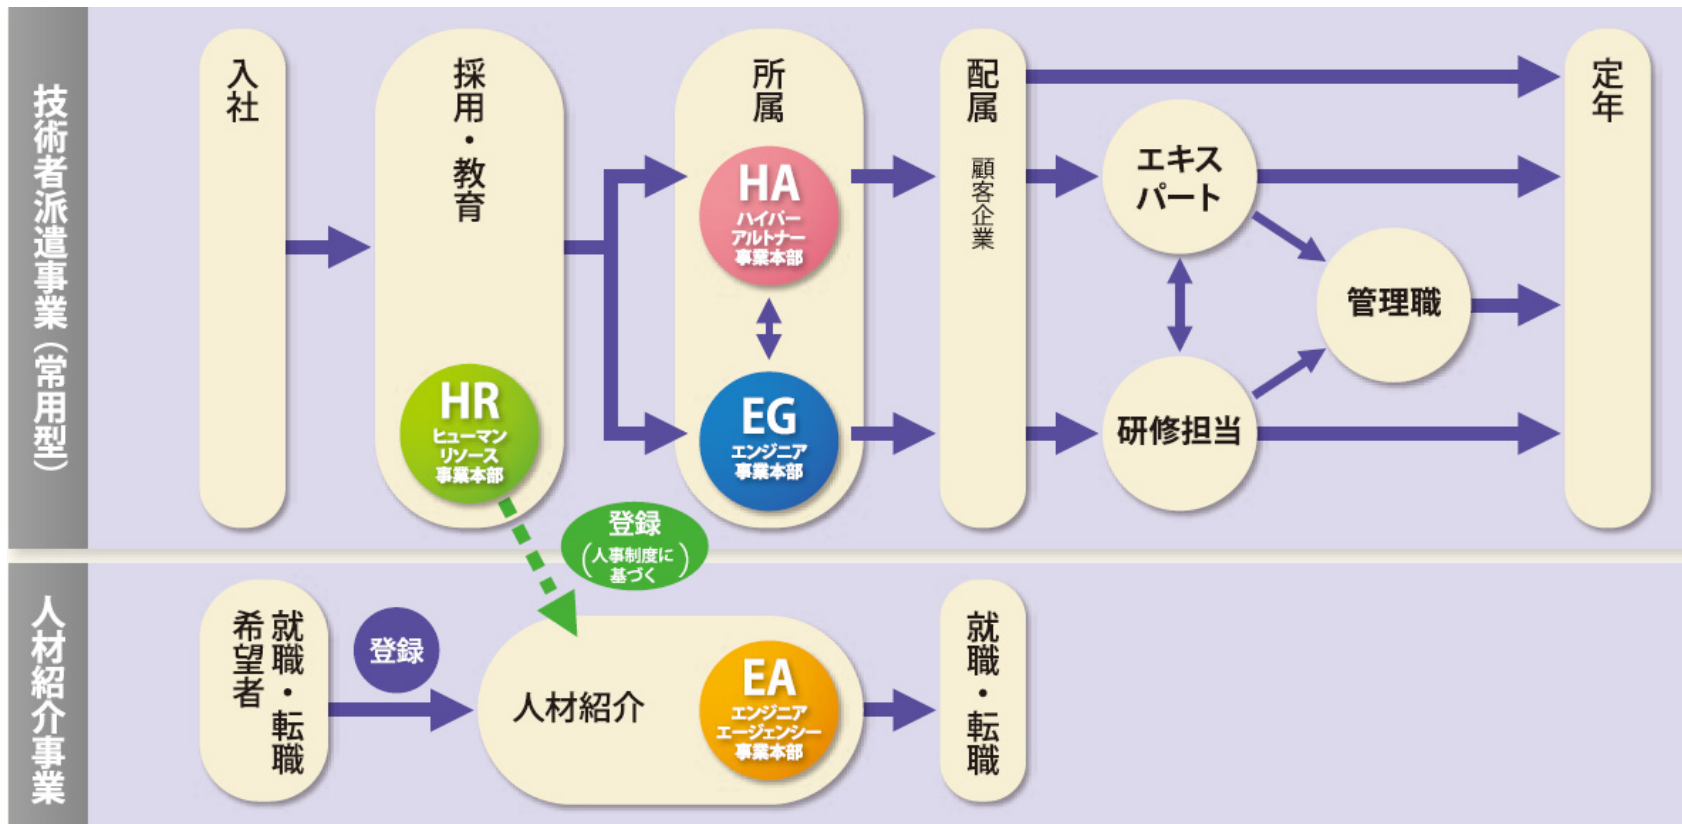 技術者派遣事業（常用型）
入社
採用・教育
HR
ヒューマン
リソース
事業本部
所属
HA
ハイパー
アルトナー
事業本部
EG
エンジニア
事業本部
配属
顧客企業
エキス
パート
研修担当
管理職
定年
登録
（人事制度に
基づく）
人材紹介事業
就職・転職
希望者
登録
人材紹介
EA
エンジニア
エージェンシー
事業本部
就職・転職